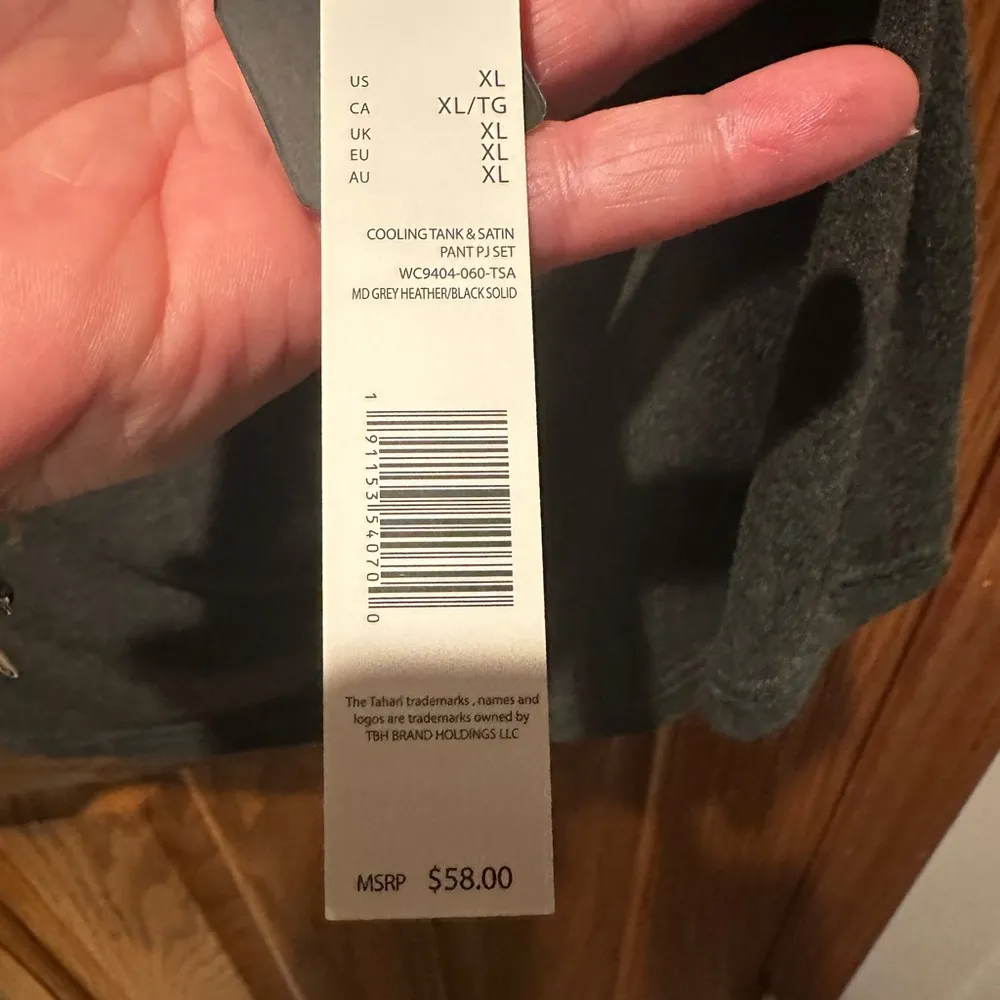 US XL
CA XL/TG
UK XL
EU XL
AU XL
COOLING TANK & SATIN
PANT PJ SET
WC9404-060-TSA
MD GREY HEATHER/BLACK SOLID
1 91153 54070 0
The Tahari trademarks , names and
logos are trademarks owned by
TBH BRAND HOLDINGS LLC
MSRP $58.00